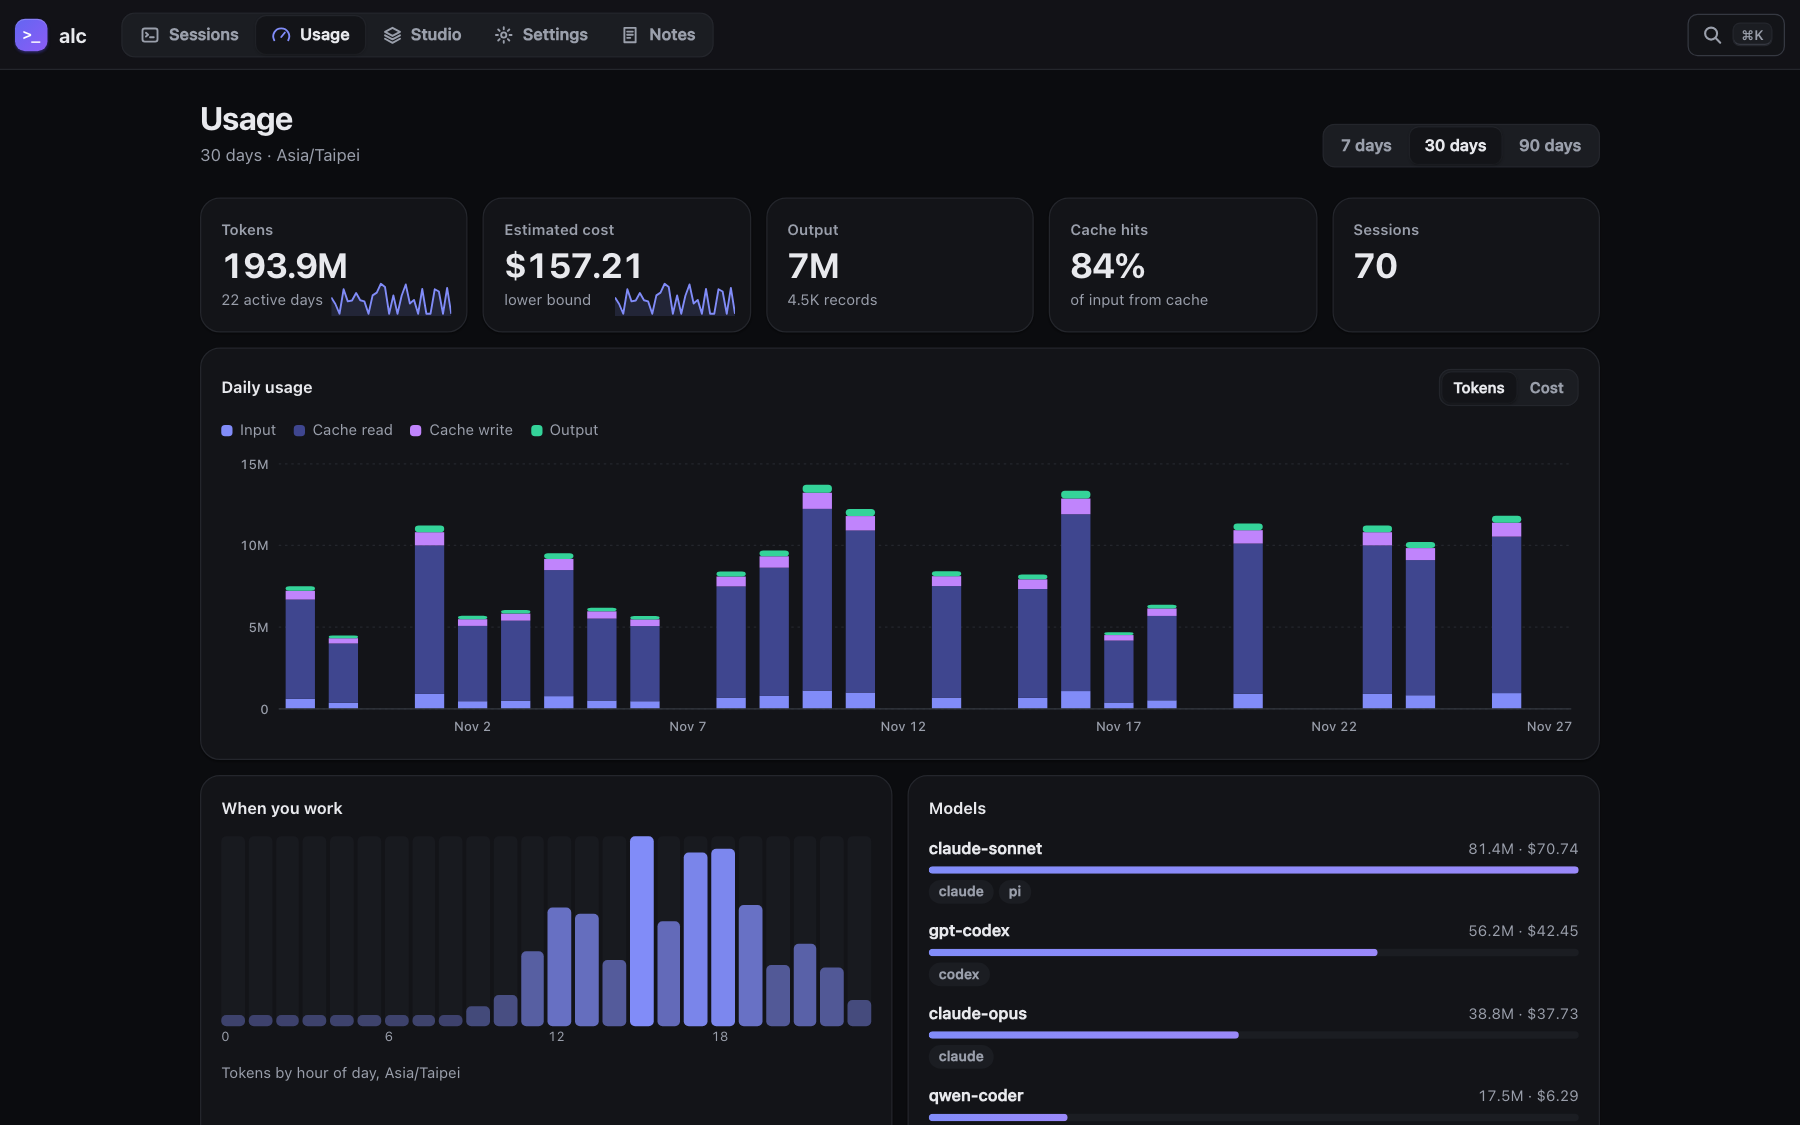 >_ alc
Sessions
Usage
Studio
Settings
Notes
⌘K
Usage
30 days · Asia/Taipei
7 days
30 days
90 days
Tokens
193.9M
22 active days
Estimated cost
$157.21
lower bound
Output
7M
4.5K records
Cache hits
84%
of input from cache
Sessions
70
Daily usage
Tokens
Cost
Input
Cache read
Cache write
Output
15M
10M
5M
0
Nov 2
Nov 7
Nov 12
Nov 17
Nov 22
Nov 27
When you work
0
6
12
18
Tokens by hour of day, Asia/Taipei
Models
claude-sonnet
81.4M · $70.74
claude
pi
gpt-codex
56.2M · $42.45
codex
claude-opus
38.8M · $37.73
claude
qwen-coder
17.5M · $6.29